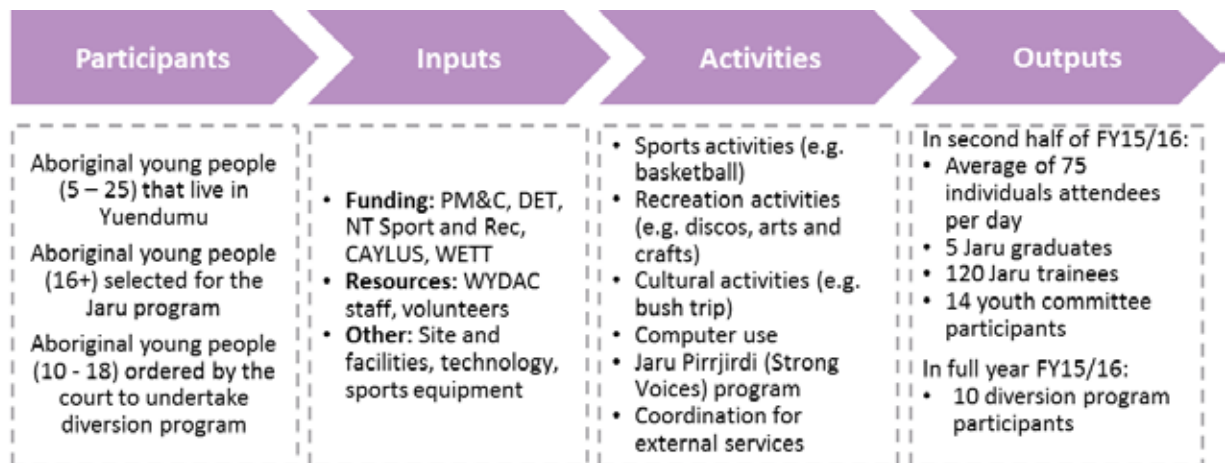 Participants
Inputs
Activities
Outputs
Aboriginal young people
(5 – 25) that live in
Yuendumu
Aboriginal young people
(16+) selected for the
Jaru program
Aboriginal young people
(10 - 18) ordered by the
court to undertake
diversion program
• Funding: PM&C, DET,
NT Sport and Rec,
CAYLUS, WETT
• Resources: WYDAC
staff, volunteers
• Other: Site and
facilities, technology,
sports equipment
• Sports activities (e.g.
basketball)
• Recreation activities
(e.g. discos, arts and
crafts)
• Cultural activities (e.g.
bush trip)
• Computer use
• Jaru Pirrjirdi (Strong
Voices) program
• Coordination for
external services
In second half of FY15/16:
• Average of 75
individuals attendees
per day
• 5 Jaru graduates
• 120 Jaru trainees
• 14 youth committee
participants
In full year FY15/16:
• 10 diversion program
participants